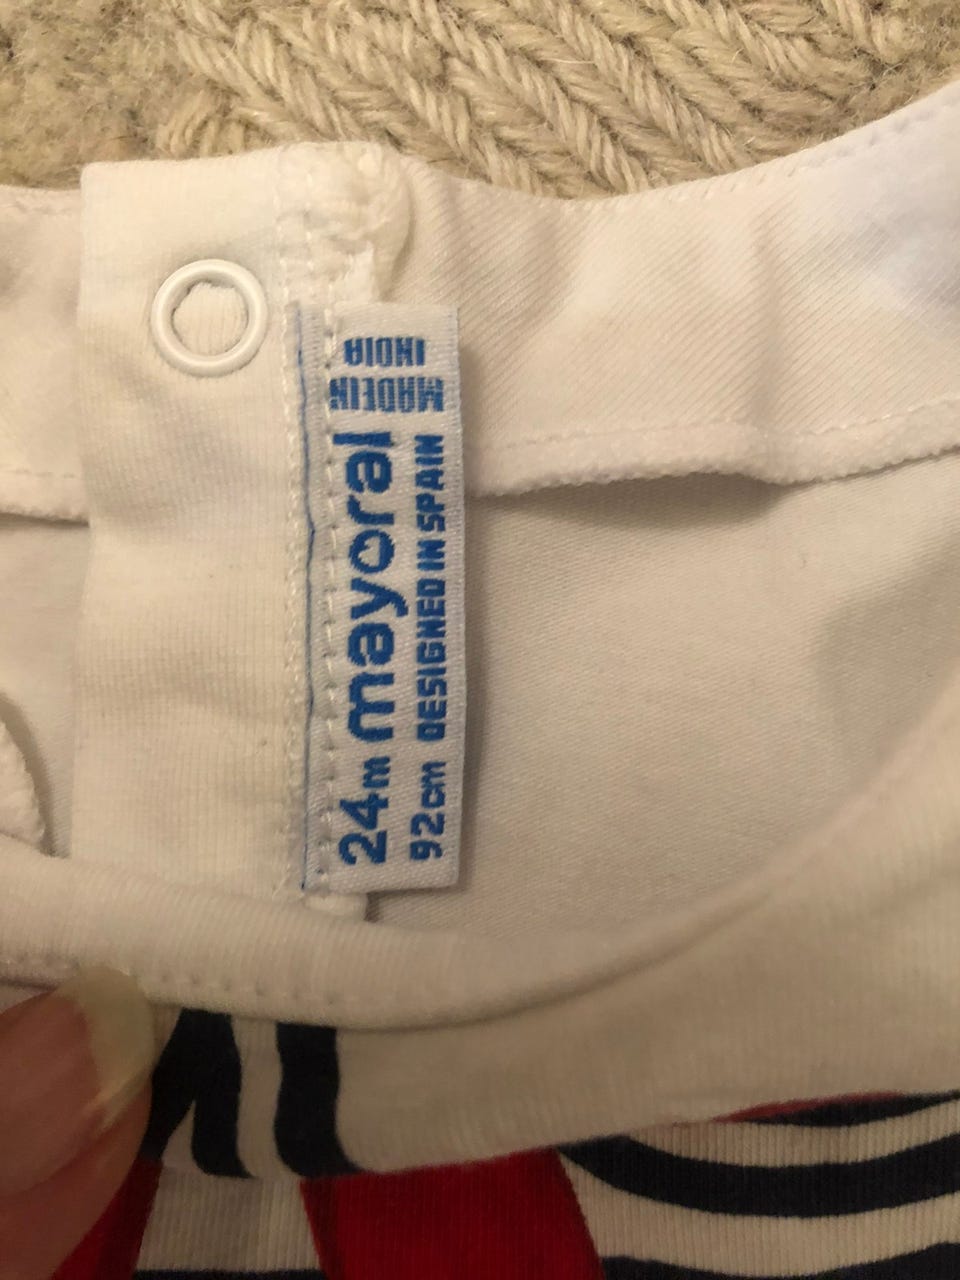 24m mayoral
92cm DESIGNED IN SPAIN
MADE IN
INDIA